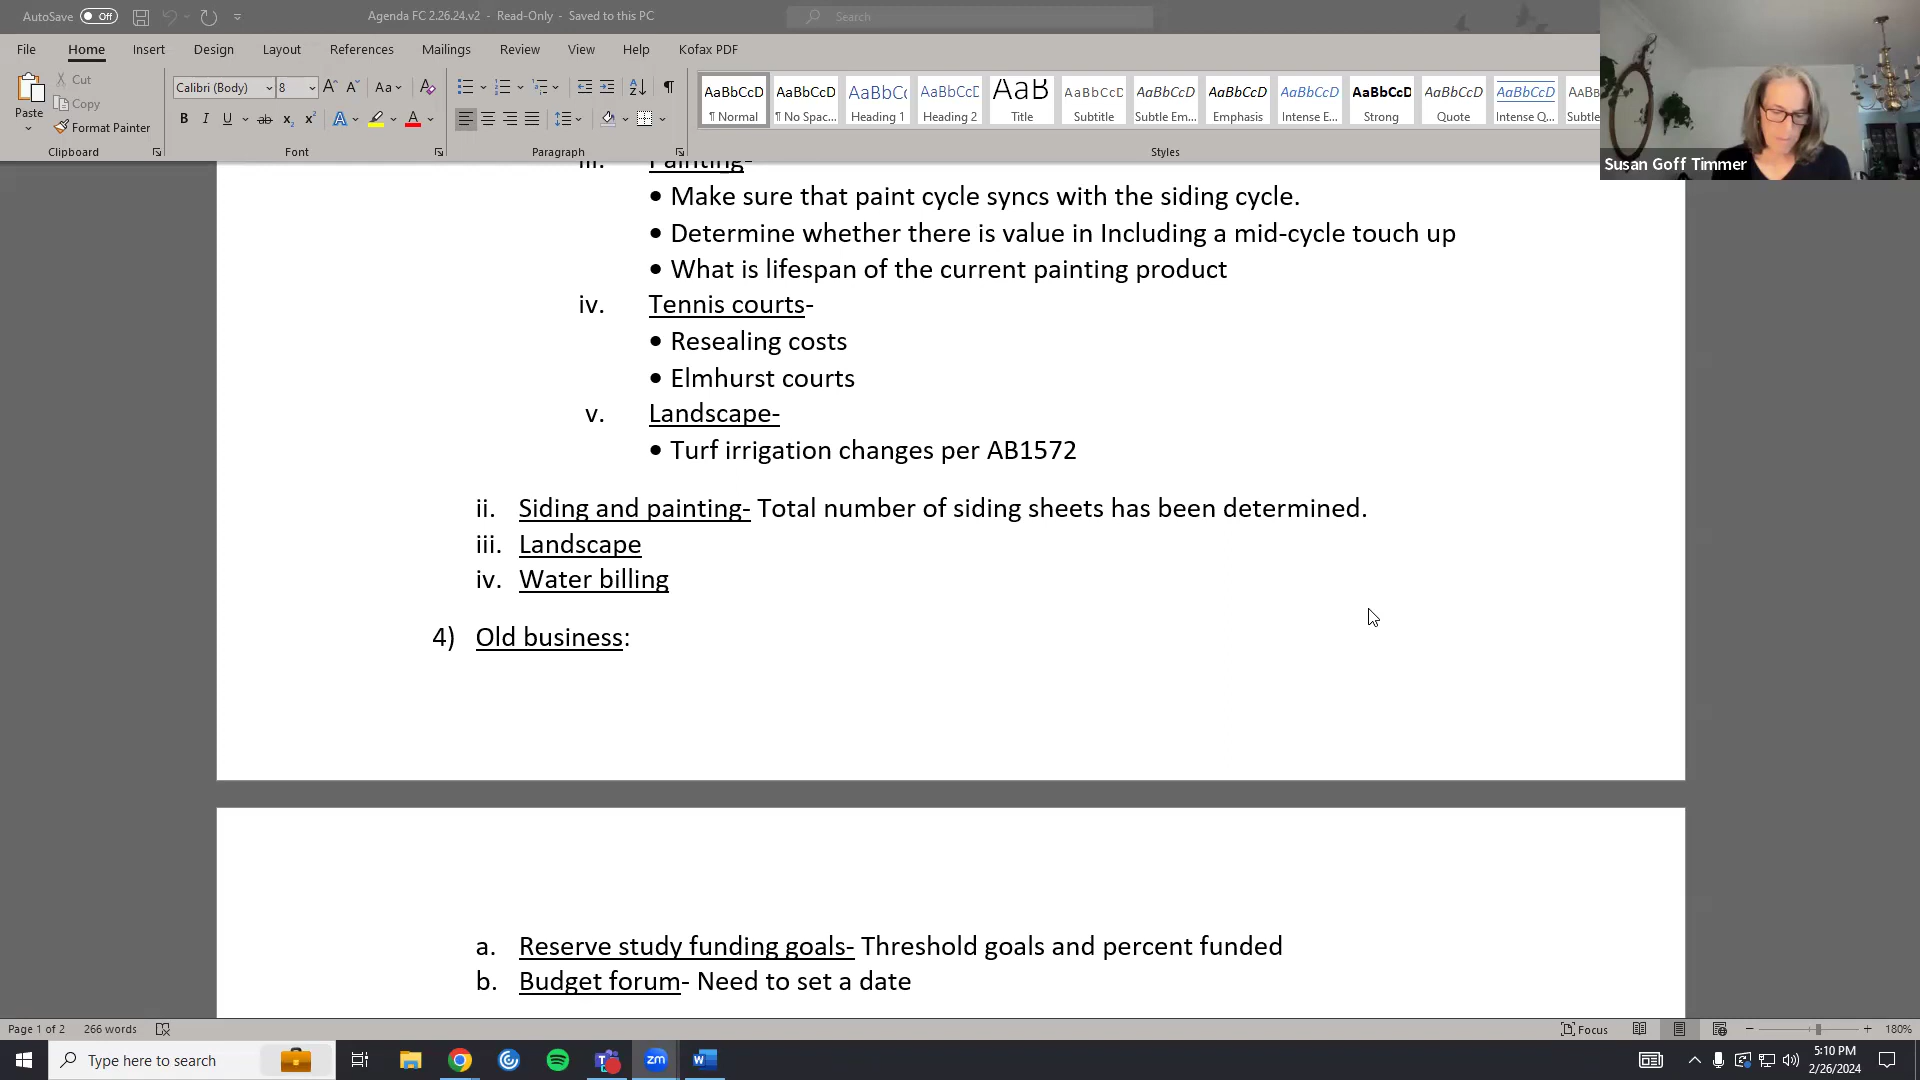 AutoSave Off Agenda FC 2.26.24.v2 - Read-Only - Saved to this PC Search
File Home Insert Design Layout References Mailings Review View Help Kofax PDF
Paste
Cut
Copy
Format Painter
Clipboard
Calibri (Body) 8
Font
Paragraph
AaBbCcD AaBbCcD AaBbC AaBbCcD AaB AaBbCcD AaBbCcD AaBbCcD AaBbCcD AaBbCcD AaBbCcD AaBbCcD AaBb
¶ Normal ¶ No Spac... Heading 1 Heading 2 Title Subtitle Subtle Em... Emphasis Intense E... Strong Quote Intense Q... Subtle
Styles
Susan Goff Timmer
iii. Painting-
• Make sure that paint cycle syncs with the siding cycle.
• Determine whether there is value in Including a mid-cycle touch up
• What is lifespan of the current painting product
iv. Tennis courts-
• Resealing costs
• Elmhurst courts
v. Landscape-
• Turf irrigation changes per AB1572
ii. Siding and painting- Total number of siding sheets has been determined.
iii. Landscape
iv. Water billing
4) Old business:
a. Reserve study funding goals- Threshold goals and percent funded
b. Budget forum- Need to set a date
Page 1 of 2 266 words Focus 180%
Type here to search
zm
5:10 PM
2/26/2024